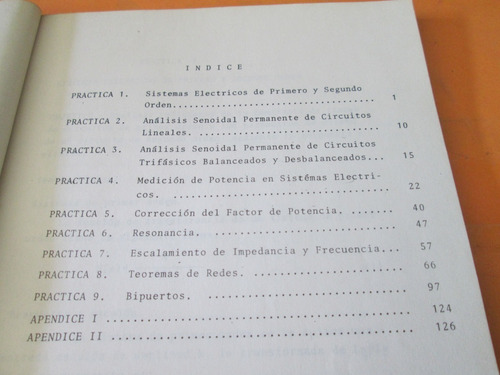 I N D I C E
PRACTICA 1. Sistemas Electricos de Primero y Segundo
Orden.................................... 1
PRACTICA 2. Análisis Senoidal Permanente de Circuitos
Lineales. ................................ 10
PRACTICA 3. Análisis Senoidal Permanente de Circuitos
Trifásicos Balanceados y Desbalanceados... 15
PRACTICA 4. Medición de Potencia en Sistémas Electri-
cos. ..................................... 22
PRACTICA 5. Corrección del Factor de Potencia. ....... 40
PRACTICA 6. Resonancia. .............................. 47
PRACTICA 7. Escalamiento de Impedancia y Frecuencia... 57
PRACTICA 8. Teoremas de Redes. ....................... 66
PRACTICA 9. Bipuertos. ............................... 97
APENDICE I ........................................... 124
APENDICE II .......................................... 126